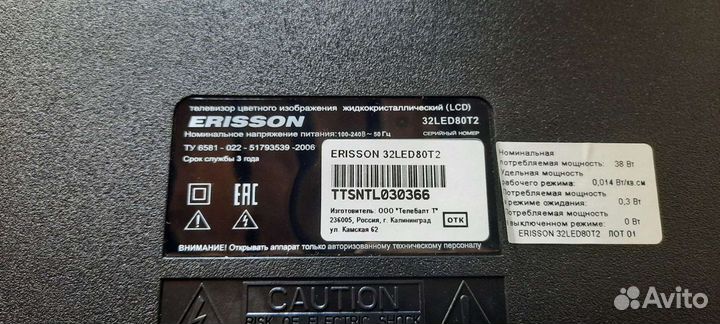 телевизор цветного изображения жидкокристаллический (LCD)
ERISSON 32LED80T2
Номинальное напряжение питания:100-240В ~ 50 Гц СЕРИЙНЫЙ НОМЕР
ТУ 6581 - 022 - 51793539 -2006
Срок службы 3 года
EAC
ERISSON 32LED80T2
TTSNTL030366
Изготовитель: ООО "Телебалт Т"
236005, Россия, г. Калининград
ул. Камская 62
ОТК
ВНИМАНИЕ! Открывать аппарат только авторизованному техническому персоналу
Номинальная
потребляемая мощность: 38 Вт
Удельная мощность
рабочего режима: 0,014 Вт/кв.см
Потребляемая мощность
в режиме ожидания: 0,3 Вт
Потребляемая мощность
в выключенном режиме: 0 Вт
ERISSON 32LED80T2 ЛОТ 01
CAUTION
RISK OF ELECTRIC SHOCK
Avito